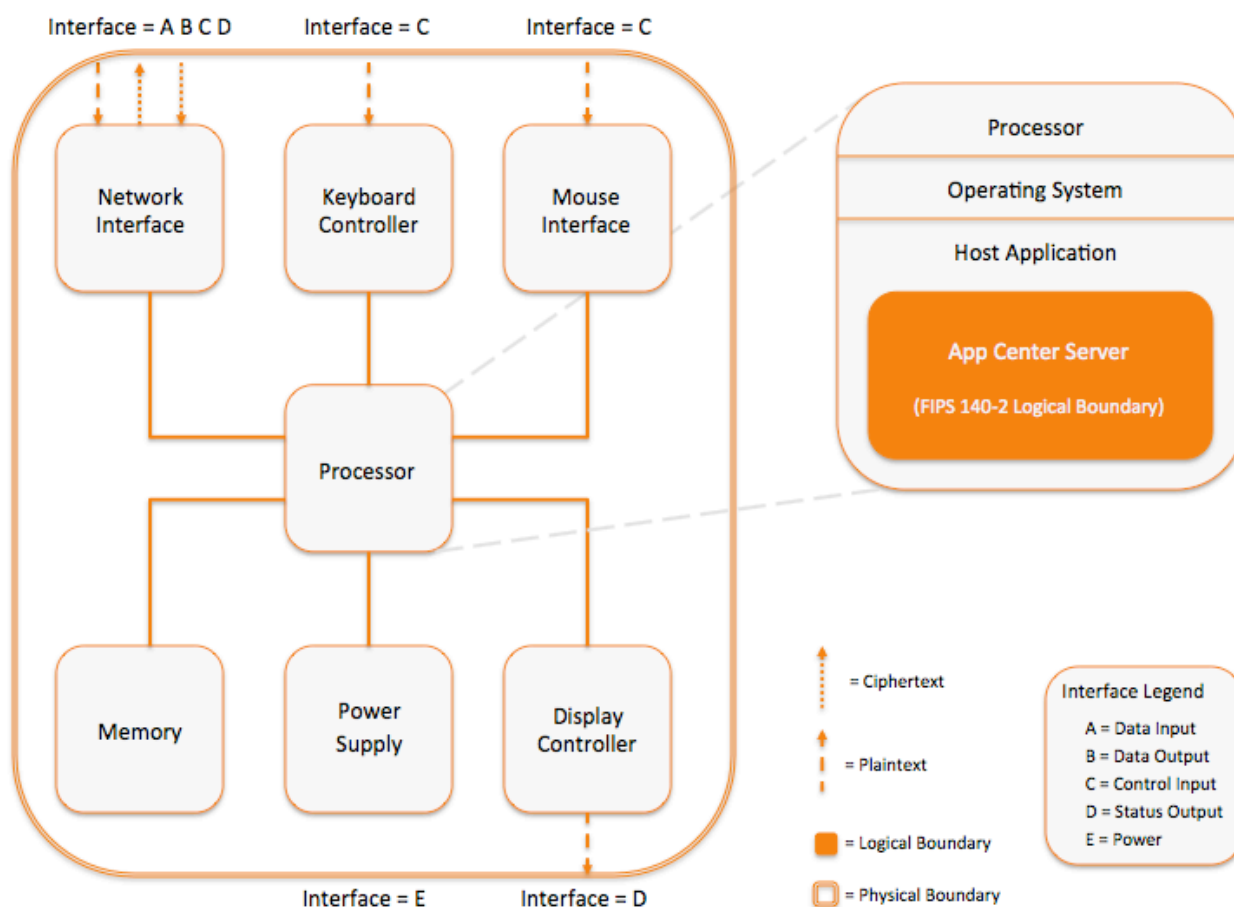 Interface = A B C D
Interface = C
Interface = C
Network
Interface
Keyboard
Controller
Mouse
Interface
Processor
Memory
Power
Supply
Display
Controller
Interface = E
Interface = D
Processor
Operating System
Host Application
App Center Server
(FIPS 140-2 Logical Boundary)
= Ciphertext
= Plaintext
= Logical Boundary
= Physical Boundary
Interface Legend
A = Data Input
B = Data Output
C = Control Input
D = Status Output
E = Power